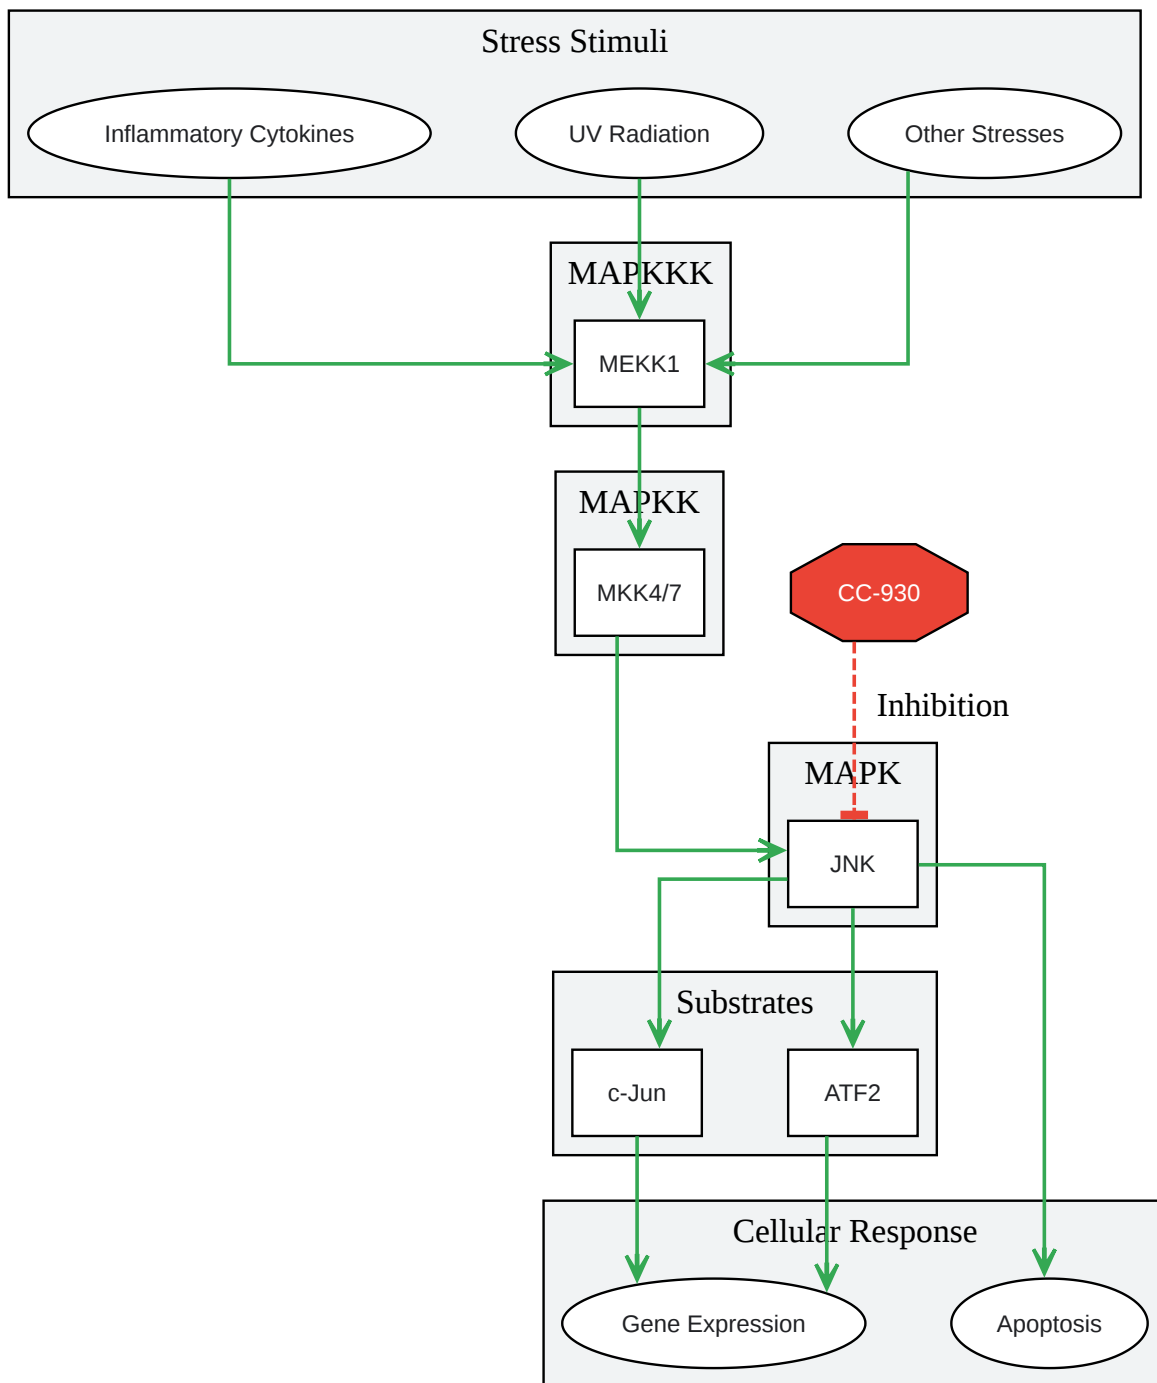 Stress Stimuli
Inflammatory Cytokines
UV Radiation
Other Stresses
MAPKKK
MEKK1
MAPKK
MKK4/7
CC-930
Inhibition
MAPK
JNK
Substrates
c-Jun
ATF2
Cellular Response
Gene Expression
Apoptosis